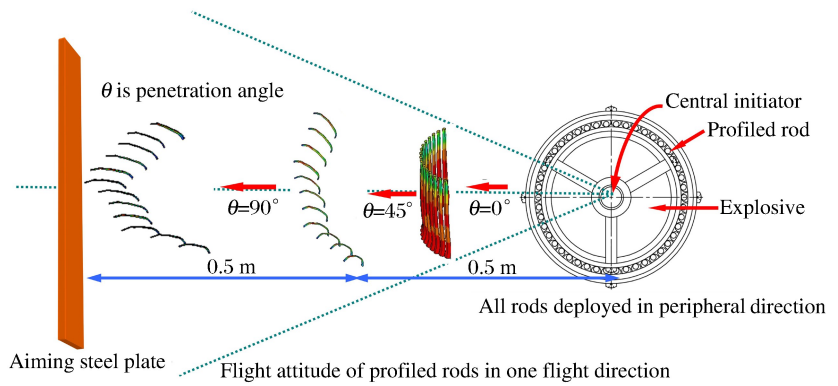 θ is penetration angle
Central initiator
Profiled rod
θ=90°
θ=45°
θ=0°
Explosive
0.5 m
0.5 m
All rods deployed in peripheral direction
Aiming steel plate
Flight attitude of profiled rods in one flight direction